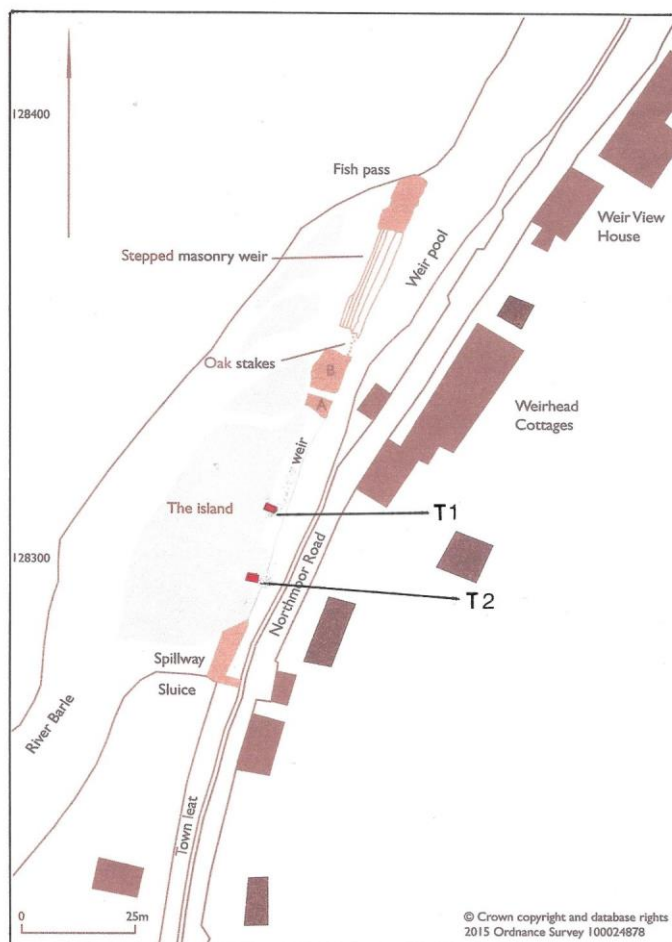 128400
Fish pass
Weir View
House
Stepped masonry weir
Weir pool
Oak stakes
B
A
Weirhead
Cottages
weir
The island
T1
128300
Northmoor Road
T2
Spillway
Sluice
River Barle
Town leat
0 25m
© Crown copyright and database rights
2015 Ordnance Survey 100024878